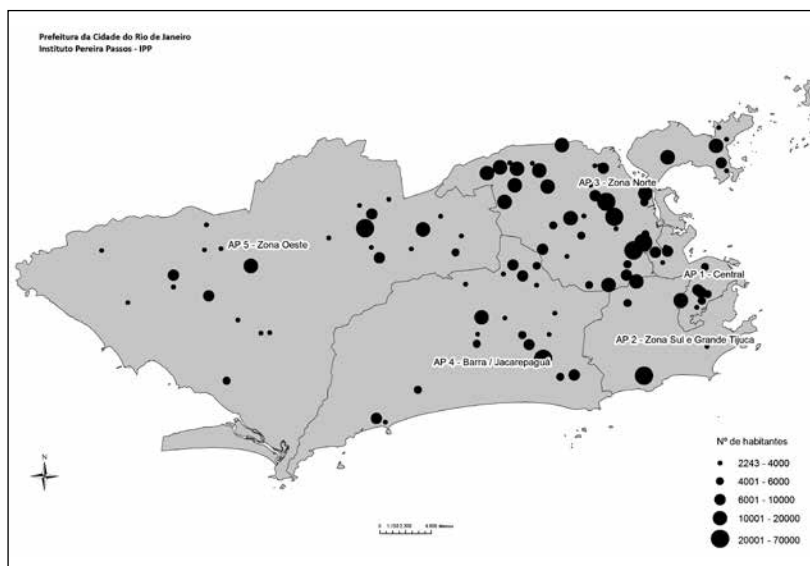 Prefeitura da Cidade do Rio de Janeiro
Instituto Pereira Passos - IPP
AP 3 - Zona Norte
AP 5 - Zona Oeste
AP 1 - Central
AP 2 - Zona Sul e Grande Tijuca
AP 4 - Barra / Jacarepaguá
Nº de habitantes
2243 - 4000
4001 - 6000
6001 - 10000
10001 - 20000
20001 - 70000
N
0